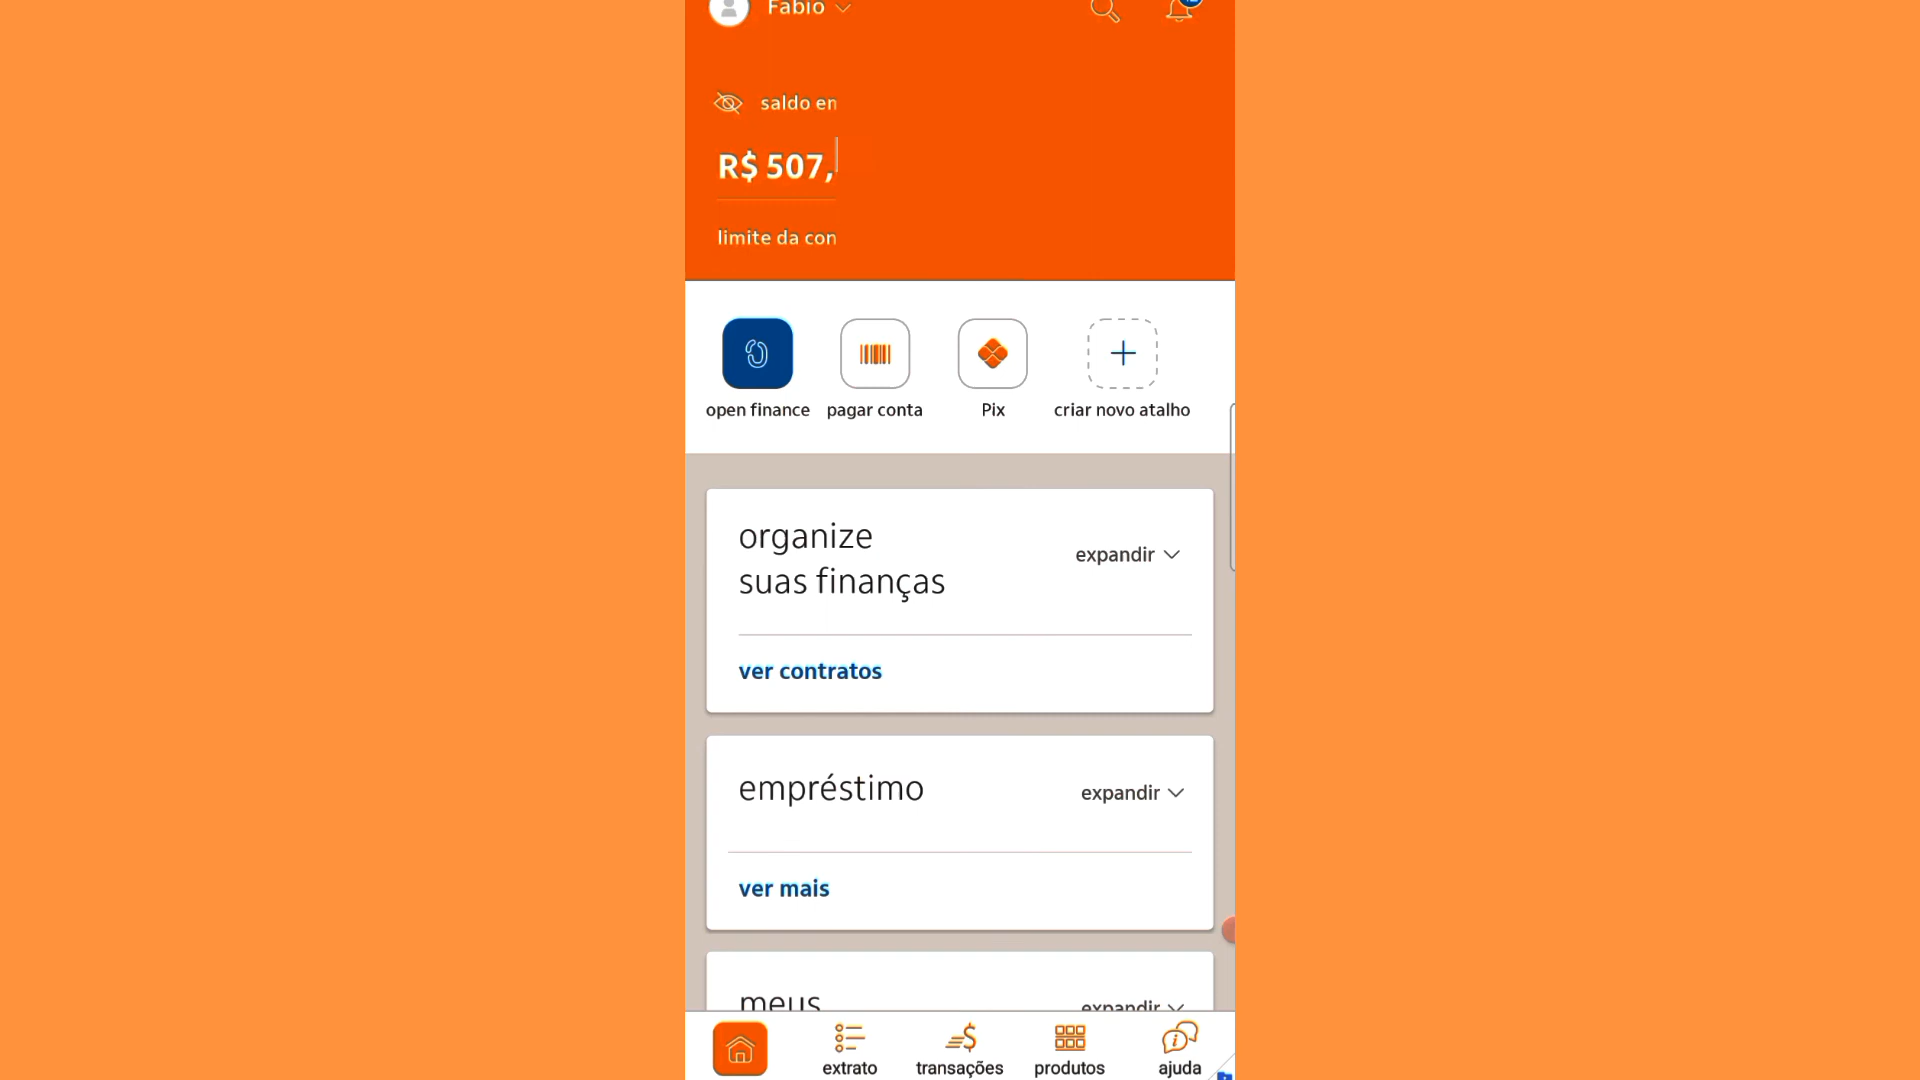 Fabio
saldo en
R$ 507,
limite da con
open finance
pagar conta
Pix
criar novo atalho
organize
suas finanças
expandir
ver contratos
empréstimo
expandir
ver mais
meus
expandir
extrato
transações
produtos
ajuda